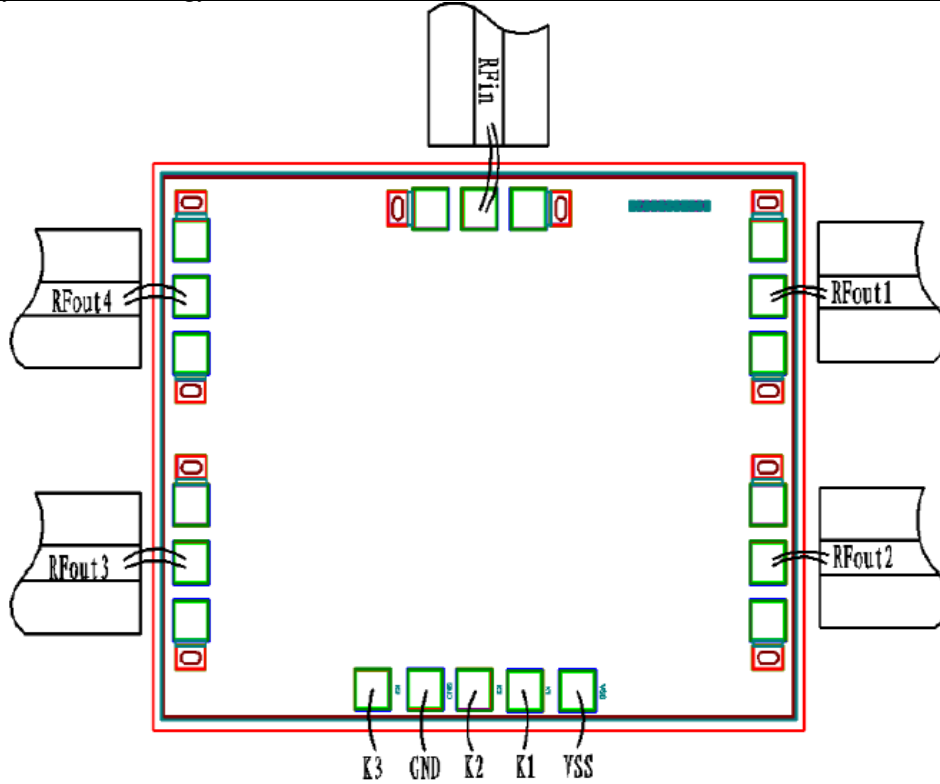 RFin
RFout4
RFout1
RFout3
RFout2
K3 GND K2 K1 VSS